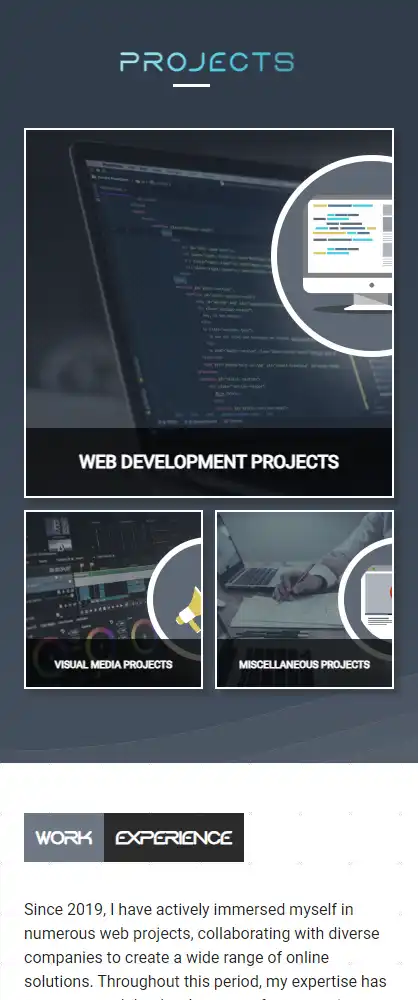 PROJECTS
WEB DEVELOPMENT PROJECTS
VISUAL MEDIA PROJECTS
MISCELLANEOUS PROJECTS
WORK EXPERIENCE
Since 2019, I have actively immersed myself in
numerous web projects, collaborating with diverse
companies to create a wide range of online
solutions. Throughout this period, my expertise has